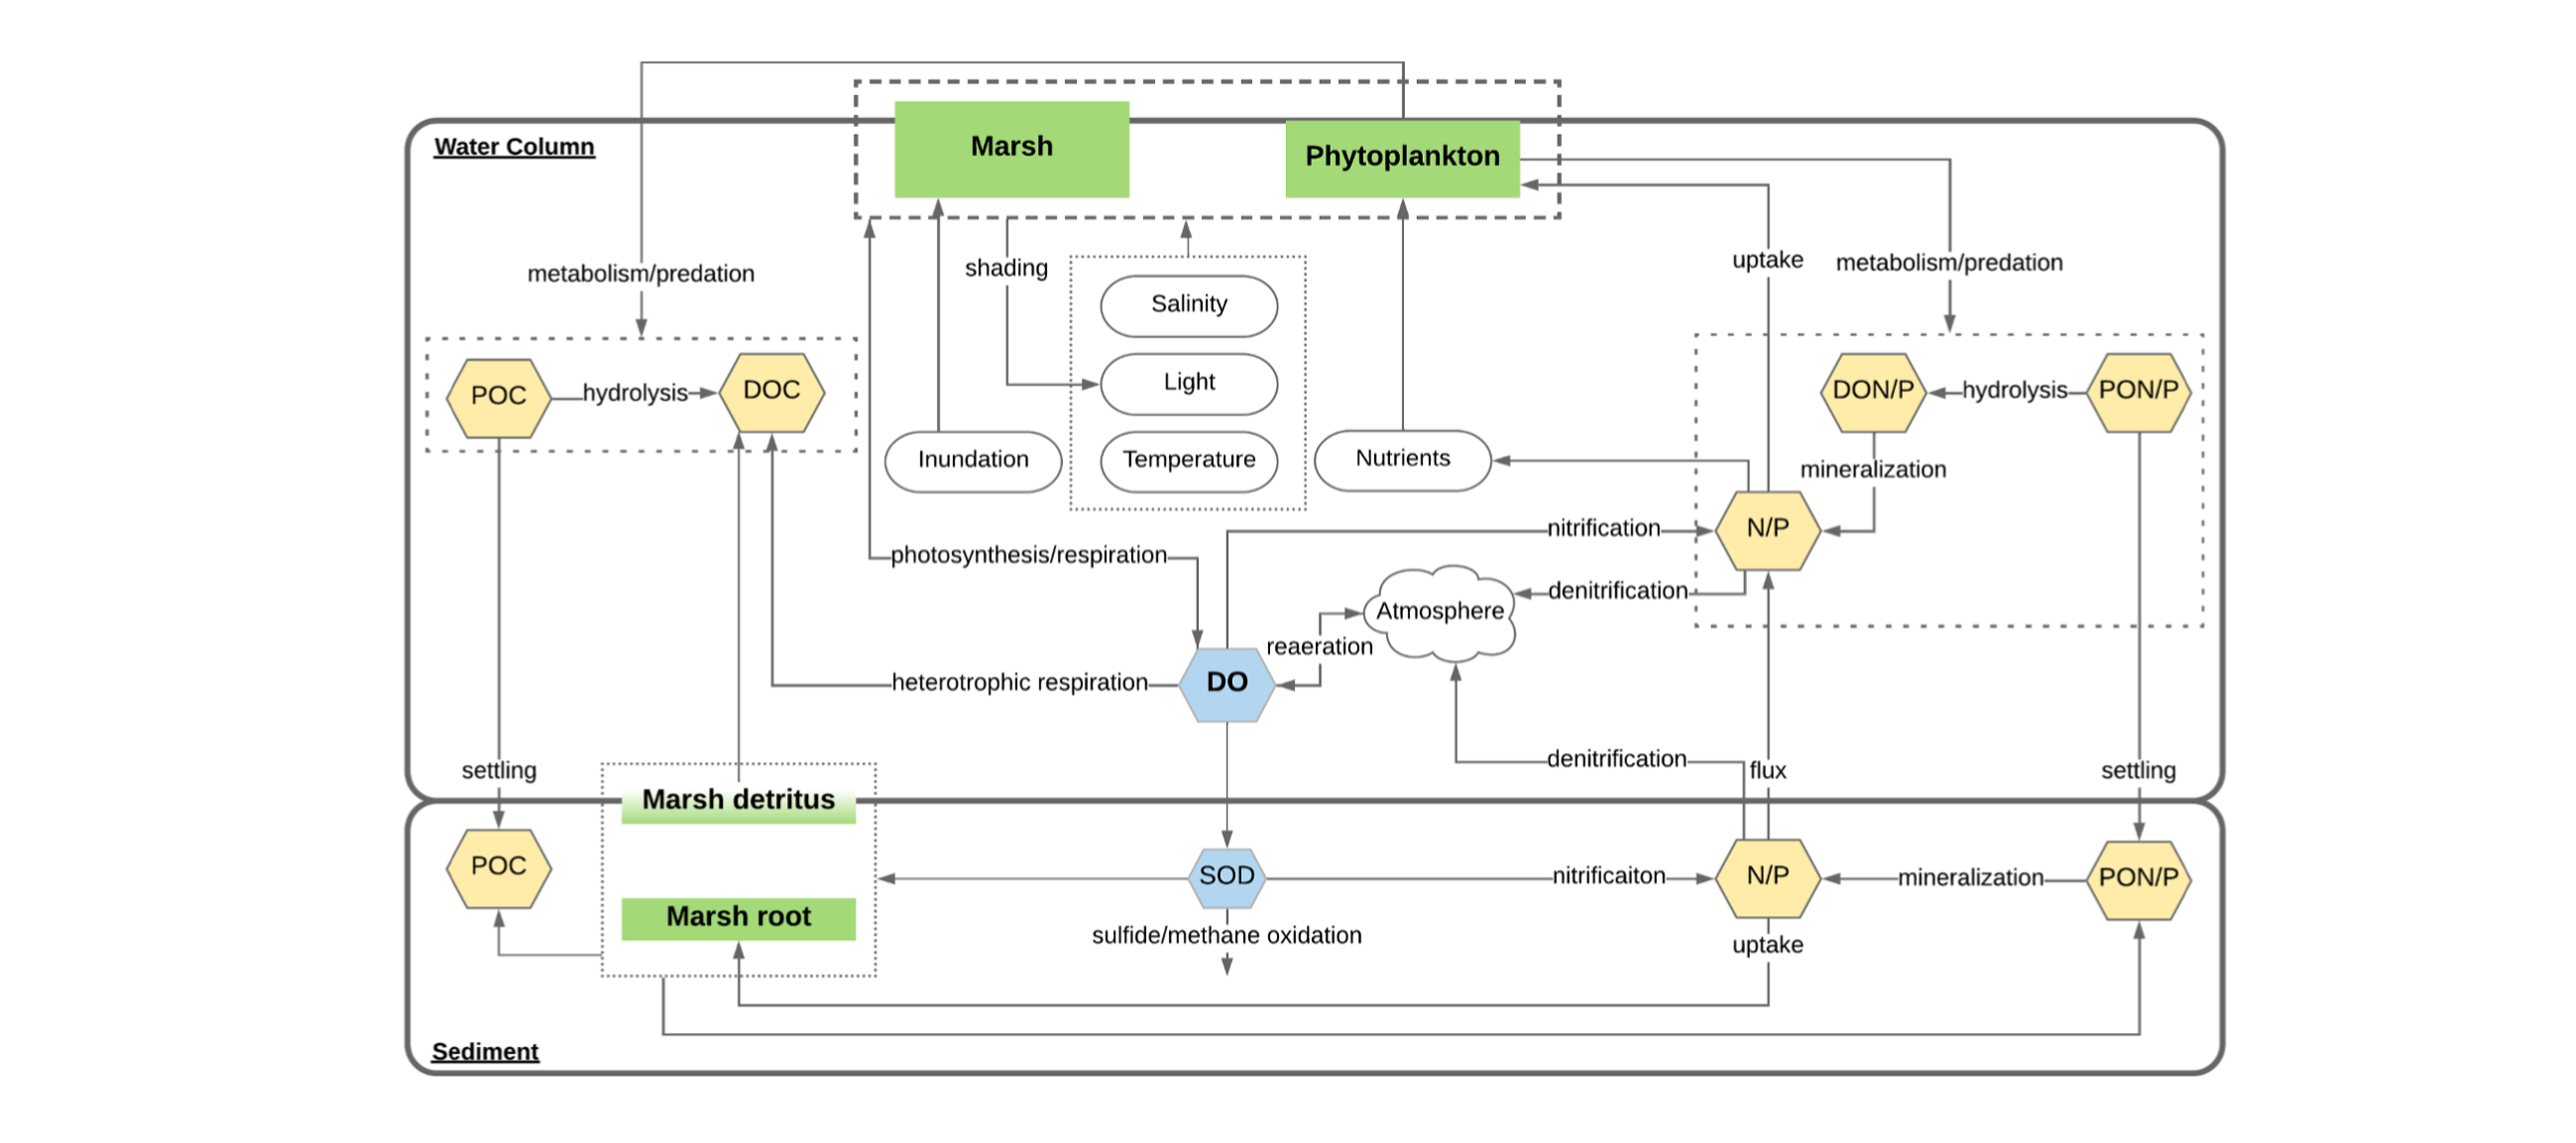 Water Column
Marsh
Phytoplankton
metabolism/predation
shading
uptake
metabolism/predation
Salinity
Light
Temperature
POC
hydrolysis
DOC
DON/P
hydrolysis
PON/P
Inundation
Nutrients
mineralization
nitrification
N/P
photosynthesis/respiration
denitrification
Atmosphere
reaeration
heterotrophic respiration
DO
denitrification
settling
flux
settling
Marsh detritus
POC
SOD
nitrificaiton
N/P
mineralization
PON/P
Marsh root
sulfide/methane oxidation
uptake
Sediment